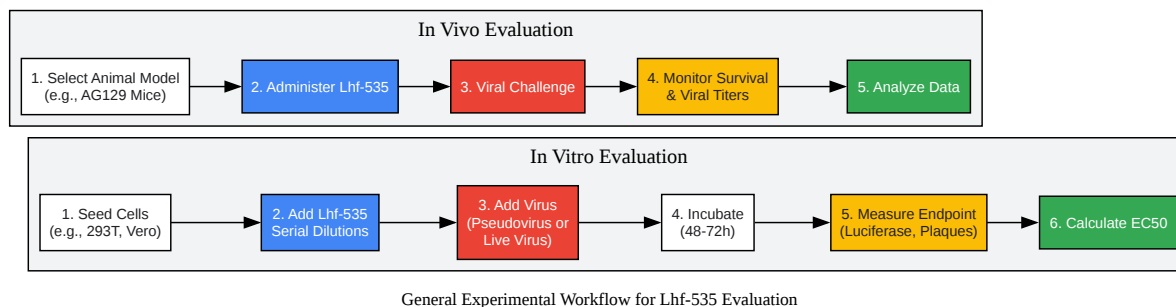 In Vivo Evaluation
1. Select Animal Model
(e.g., AG129 Mice)
2. Administer Lhf-535
3. Viral Challenge
4. Monitor Survival
& Viral Titers
5. Analyze Data
In Vitro Evaluation
1. Seed Cells
(e.g., 293T, Vero)
2. Add Lhf-535
Serial Dilutions
3. Add Virus
(Pseudovirus or
Live Virus)
4. Incubate
(48-72h)
5. Measure Endpoint
(Luciferase, Plaques)
6. Calculate EC50
General Experimental Workflow for Lhf-535 Evaluation